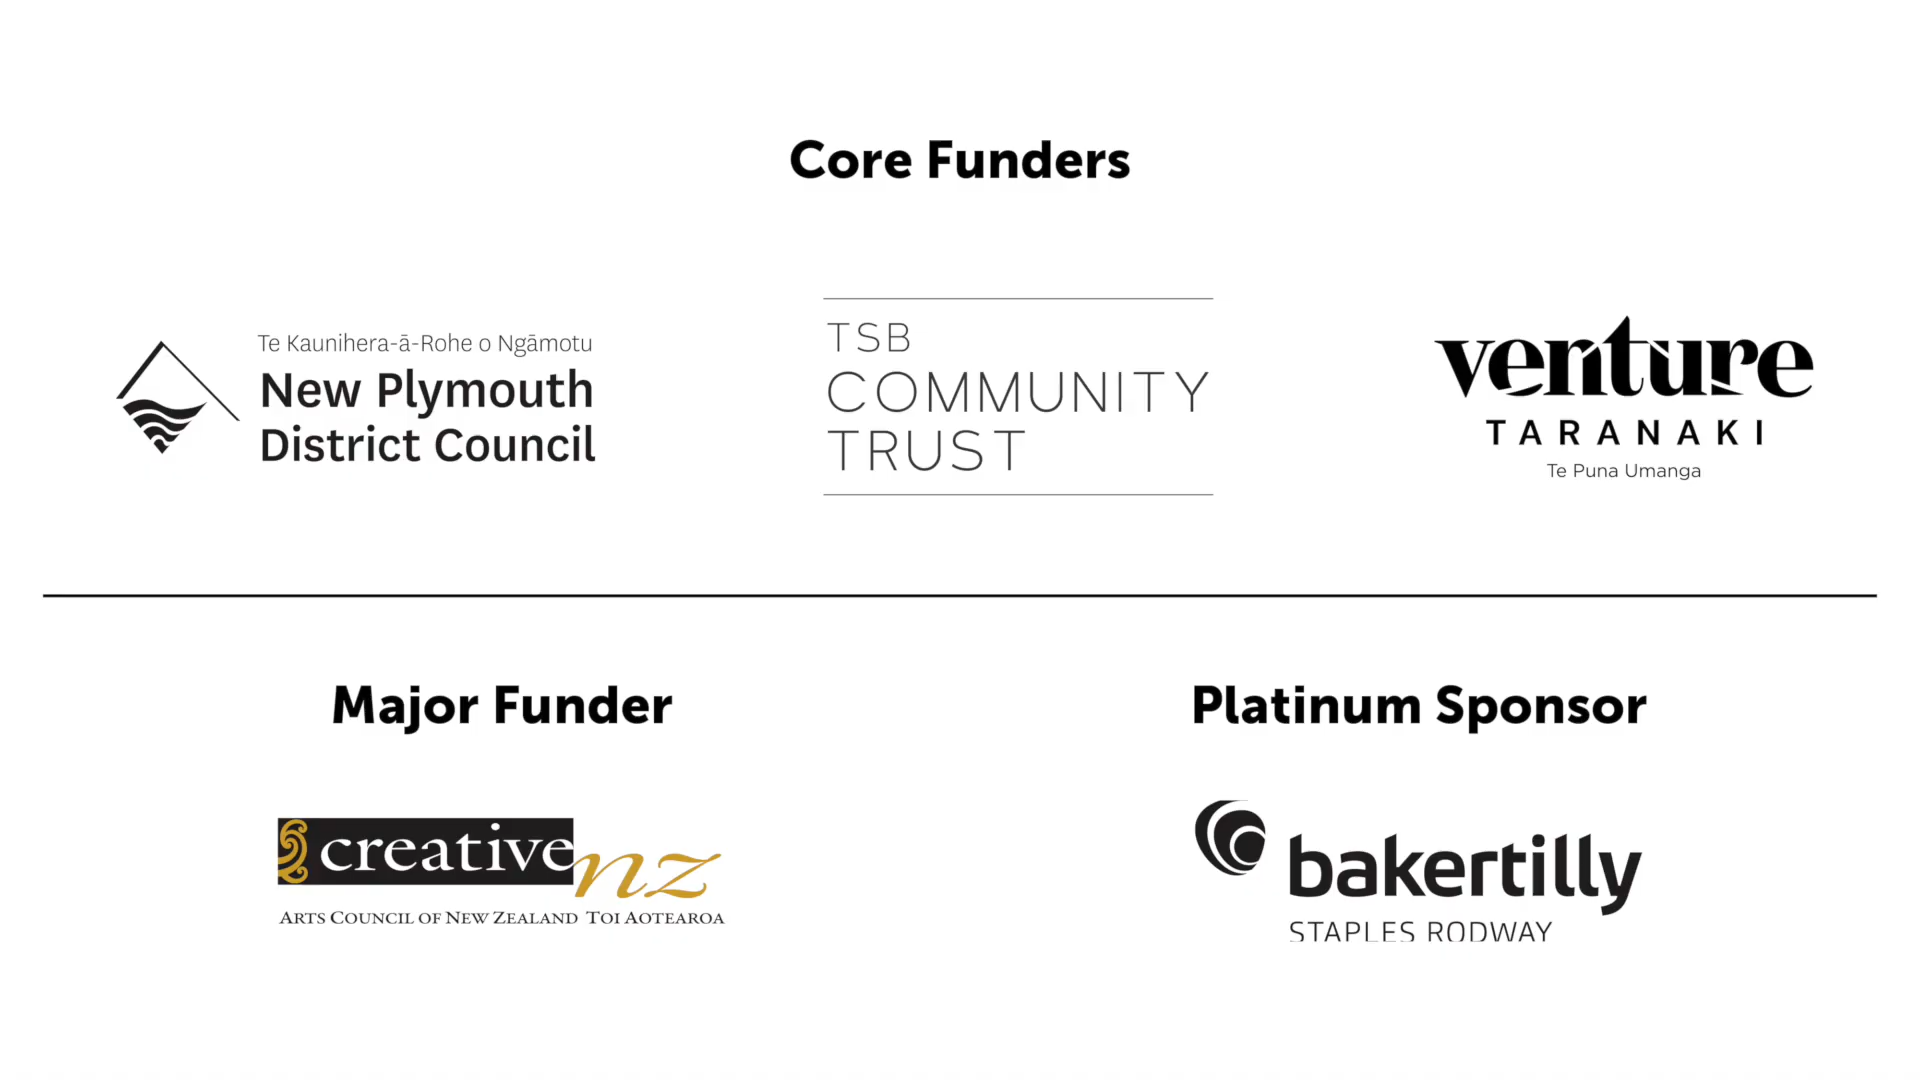 Core Funders
Te Kaunihera-ā-Rohe o Ngāmotu
New Plymouth
District Council
TSB
COMMUNITY
TRUST
venture
TARANAKI
Te Puna Umanga
Major Funder
creative nz
ARTS COUNCIL OF NEW ZEALAND TOI AOTEAROA
Platinum Sponsor
bakertilly
STAPLES RODWAY